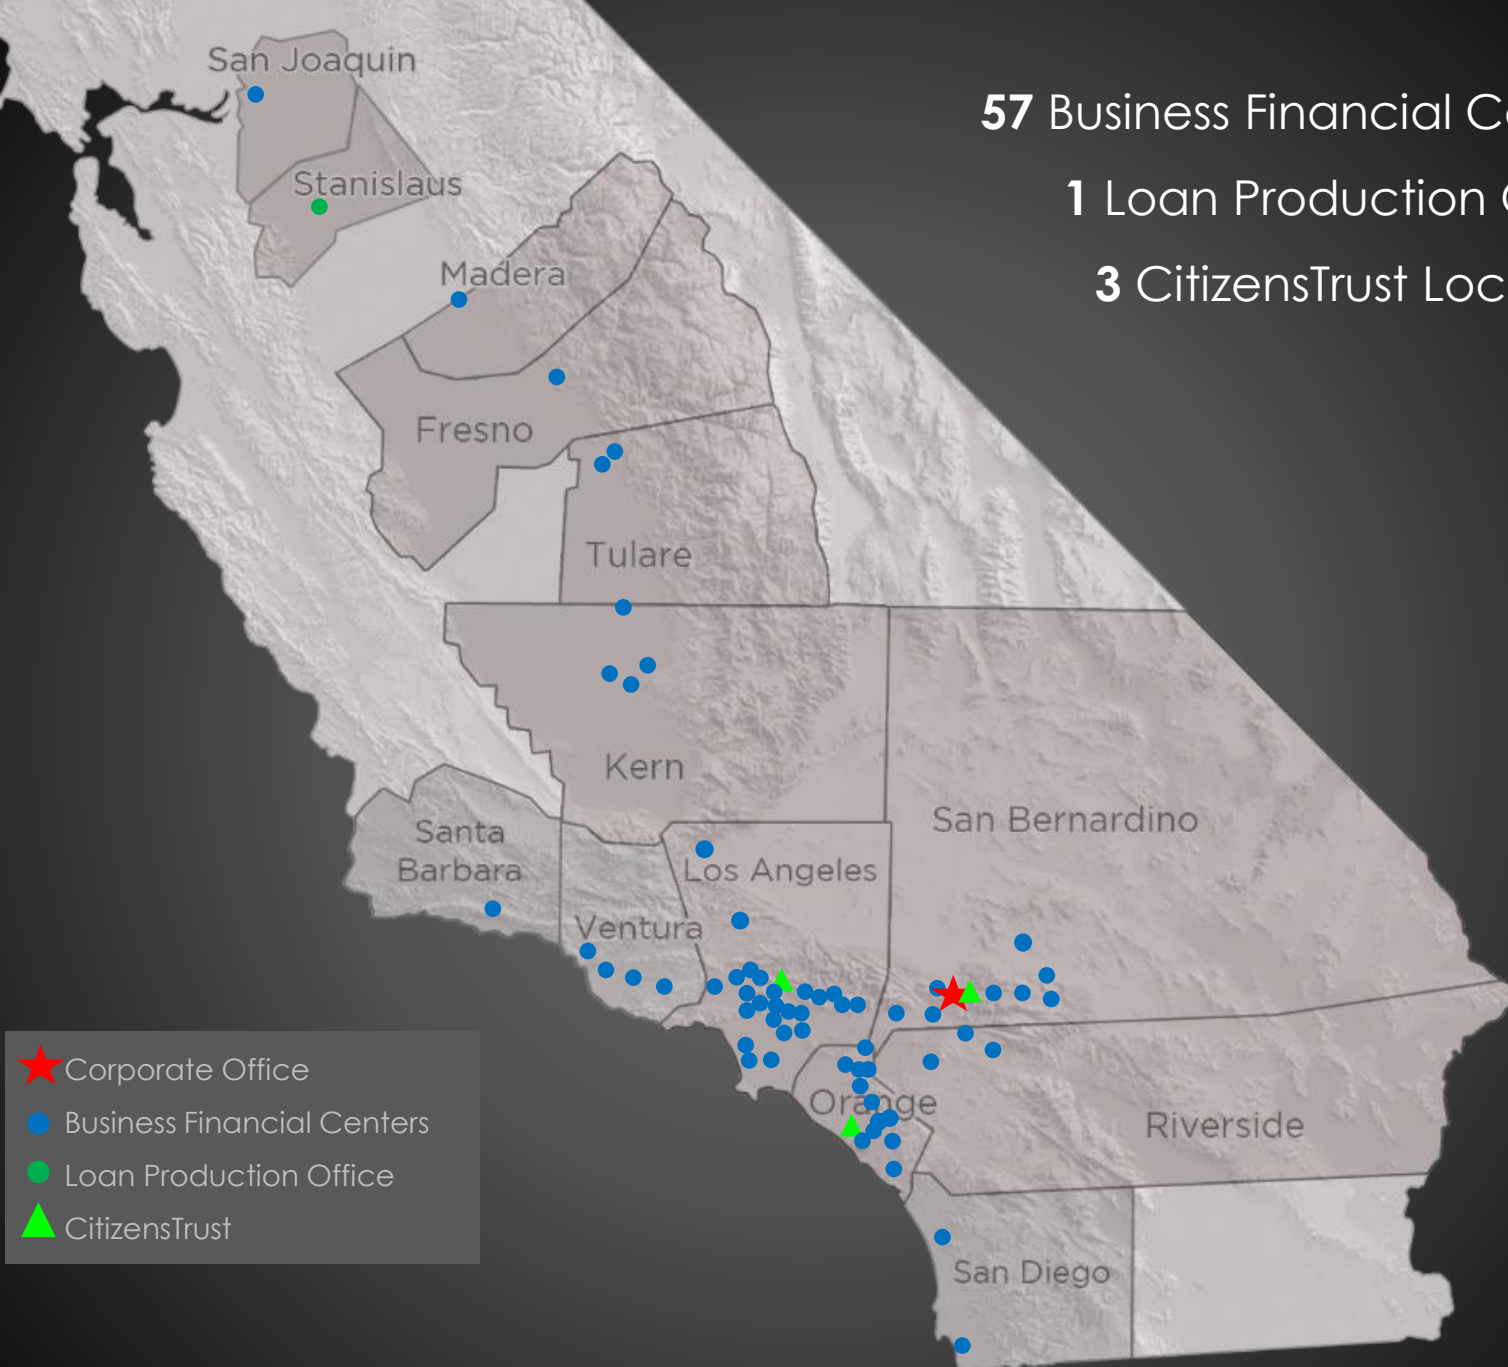 San Joaquin
57 Business Financial
Stanislaus
1 Loan Production
Madera
3 CitizensTrust
Fresno
Tulare
Kern
San Bernardino
Santa
Barbara
Los Angeles
Ventura
Corporate Office
Business Financial Centers
Orange
Riverside
Loan Production Office
CitizensTrust
San Diego